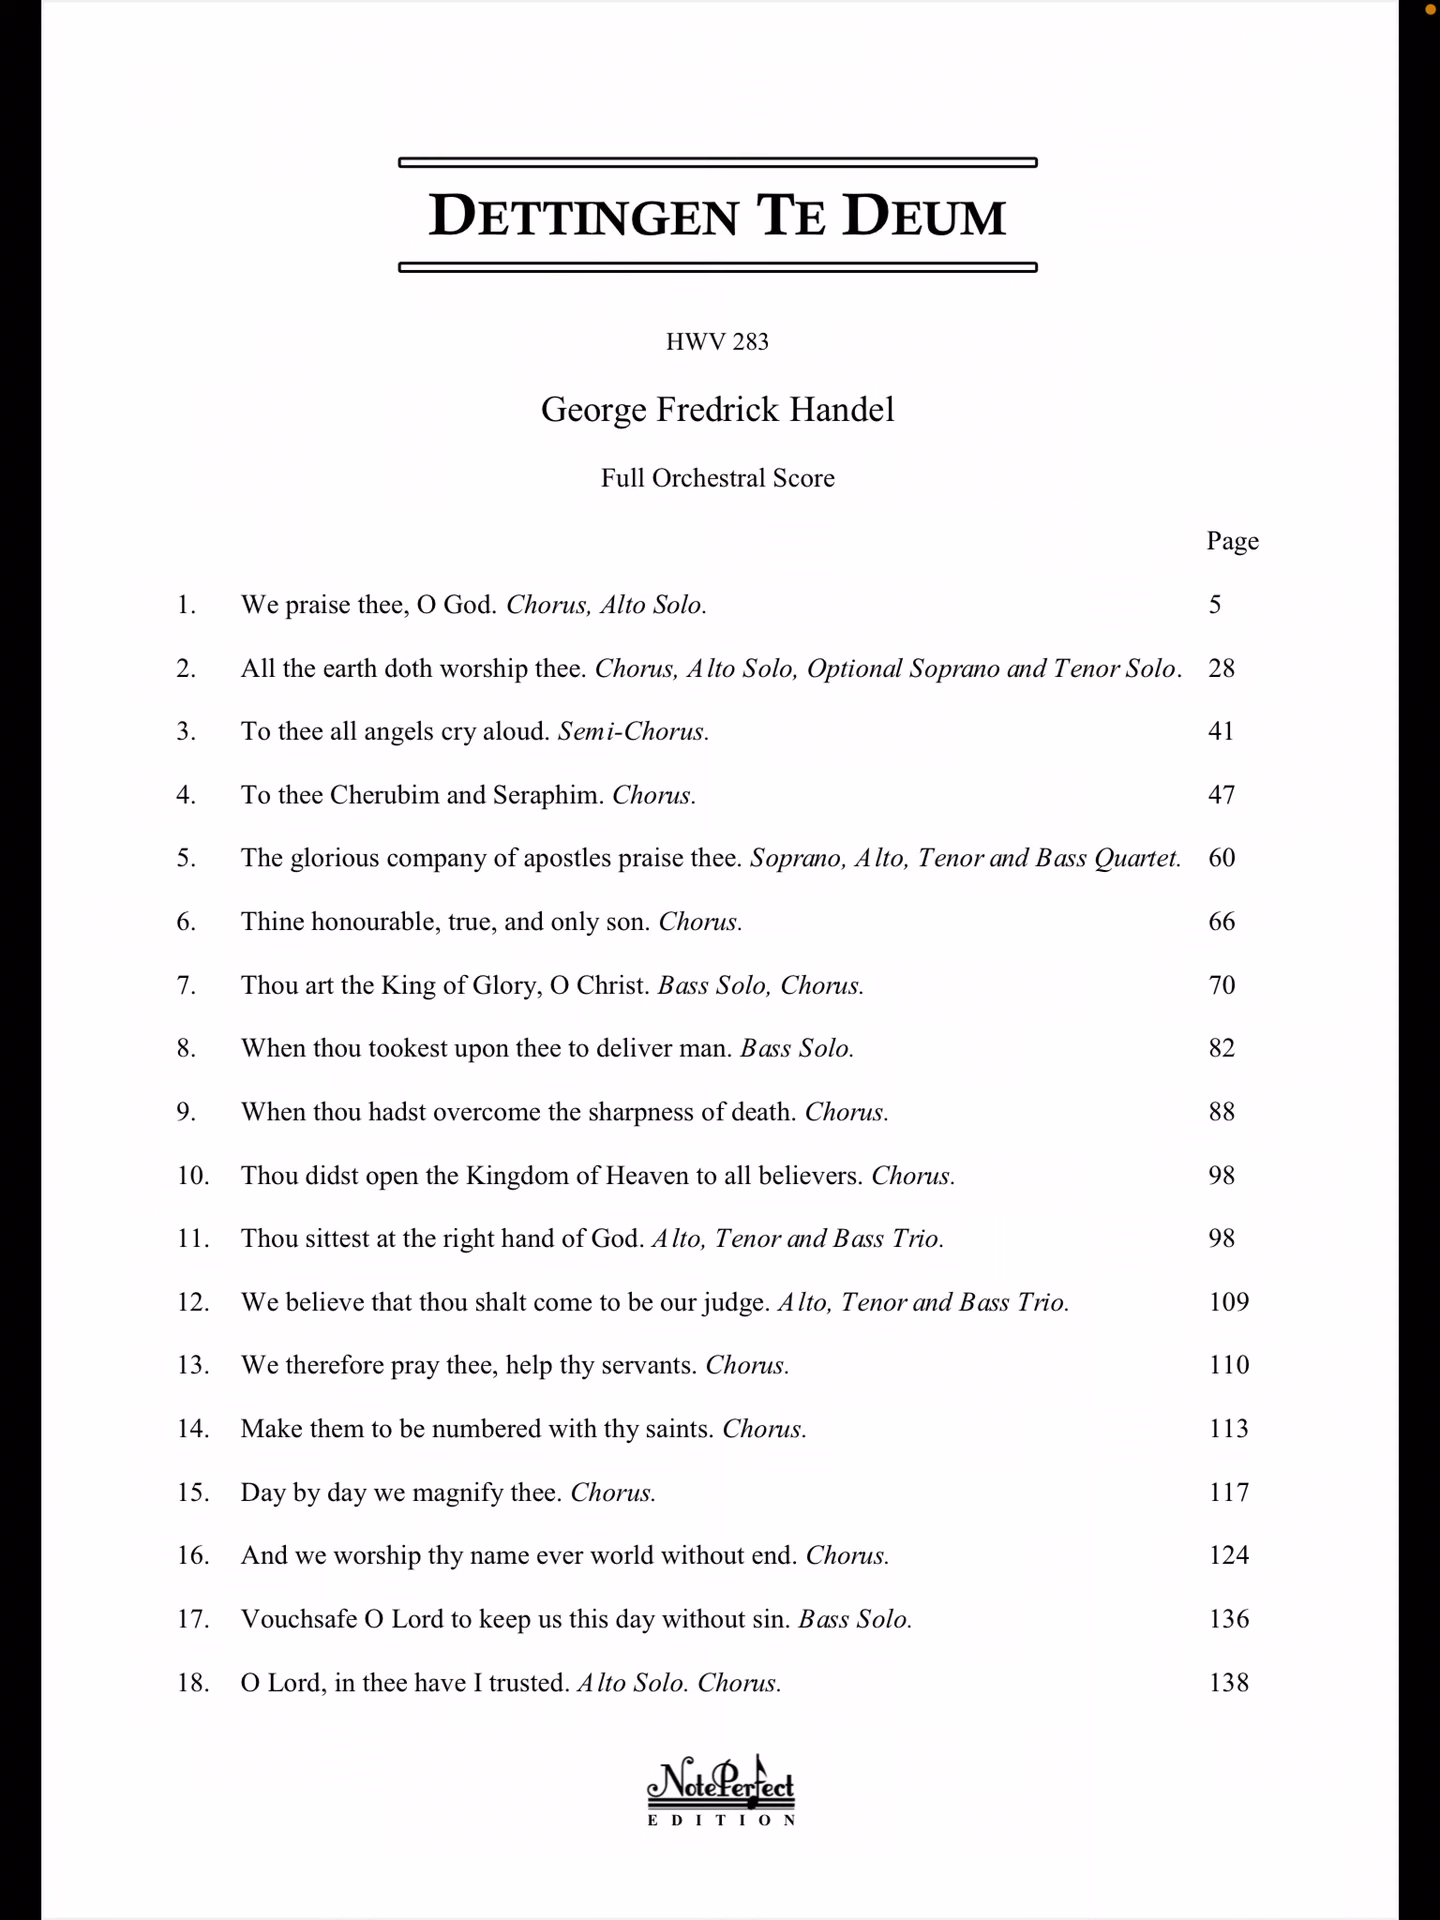 DETTINGEN TE DEUM
HWV 283
George Fredrick Handel
Full Orchestral Score
Page
1. We praise thee, O God. Chorus, Alto Solo. 5
2. All the earth doth worship thee. Chorus, Alto Solo, Optional Soprano and Tenor Solo. 28
3. To thee all angels cry aloud. Semi-Chorus. 41
4. To thee Cherubim and Seraphim. Chorus. 47
5. The glorious company of apostles praise thee. Soprano, Alto, Tenor and Bass Quartet. 60
6. Thine honourable, true, and only son. Chorus. 66
7. Thou art the King of Glory, O Christ. Bass Solo, Chorus. 70
8. When thou tookest upon thee to deliver man. Bass Solo. 82
9. When thou hadst overcome the sharpness of death. Chorus. 88
10. Thou didst open the Kingdom of Heaven to all believers. Chorus. 98
11. Thou sittest at the right hand of God. Alto, Tenor and Bass Trio. 98
12. We believe that thou shalt come to be our judge. Alto, Tenor and Bass Trio. 109
13. We therefore pray thee, help thy servants. Chorus. 110
14. Make them to be numbered with thy saints. Chorus. 113
15. Day by day we magnify thee. Chorus. 117
16. And we worship thy name ever world without end. Chorus. 124
17. Vouchsafe O Lord to keep us this day without sin. Bass Solo. 136
18. O Lord, in thee have I trusted. Alto Solo. Chorus. 138
NotePerfect
EDITION